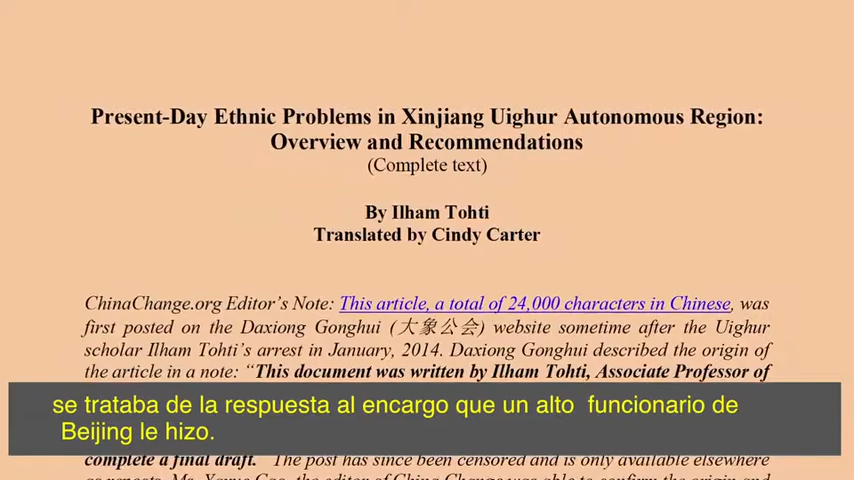 Present-Day Ethnic Problems in Xinjiang Uighur Autonomous Region:
Overview and Recommendations
(Complete text)
By Ilham Tohti
Translated by Cindy Carter
ChinaChange.org Editor's Note: This article, a total of 24,000 characters in Chinese, was
first posted on the Daxiong Gonghui (大象公会) website sometime after the Uighur
scholar Ilham Tohti's arrest in January, 2014. Daxiong Gonghui described the origin of
the article in a note: "This document was written by Ilham Tohti, Associate Professor of
se trataba de la respuesta al encargo que un alto funcionario de
Beijing le hizo.
complete a final draft." The post has since been censored and is only available elsewhere